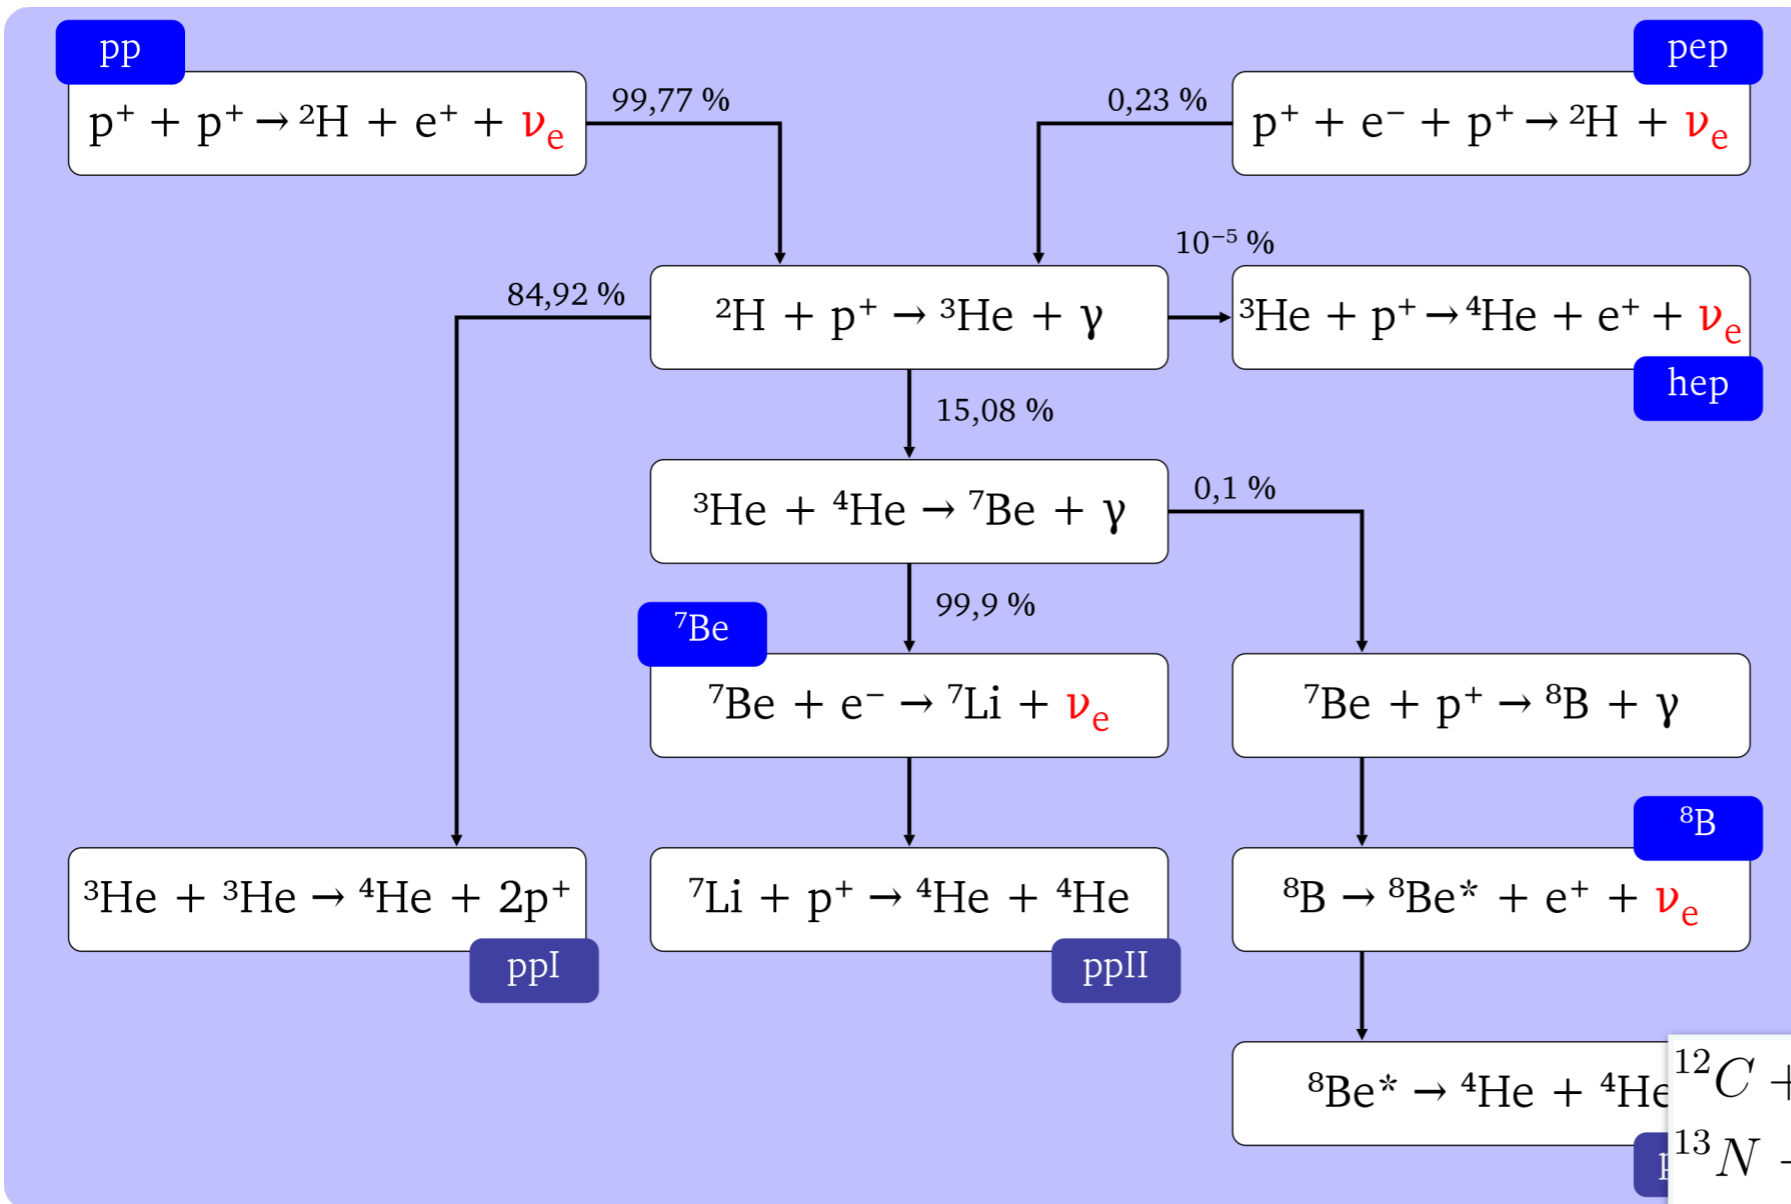 pp
pep
p⁺ + p⁺ → ²H + e⁺ + νₑ
99,77 %
0,23 %
p⁺ + e⁻ + p⁺ → ²H + νₑ
10⁻⁵ %
84,92 %
²H + p⁺ → ³He + γ
³He + p⁺ → ⁴He + e⁺ + νₑ
hep
15,08 %
³He + ⁴He → ⁷Be + γ
0,1 %
99,9 %
⁷Be
⁷Be + e⁻ → ⁷Li + νₑ
⁷Be + p⁺ → ⁸B + γ
⁸B
³He + ³He → ⁴He + 2p⁺
⁷Li + p⁺ → ⁴He + ⁴He
⁸B → ⁸Be* + e⁺ + νₑ
ppI
ppII
⁸Be* → ⁴He + ⁴He
¹²C +
¹³N